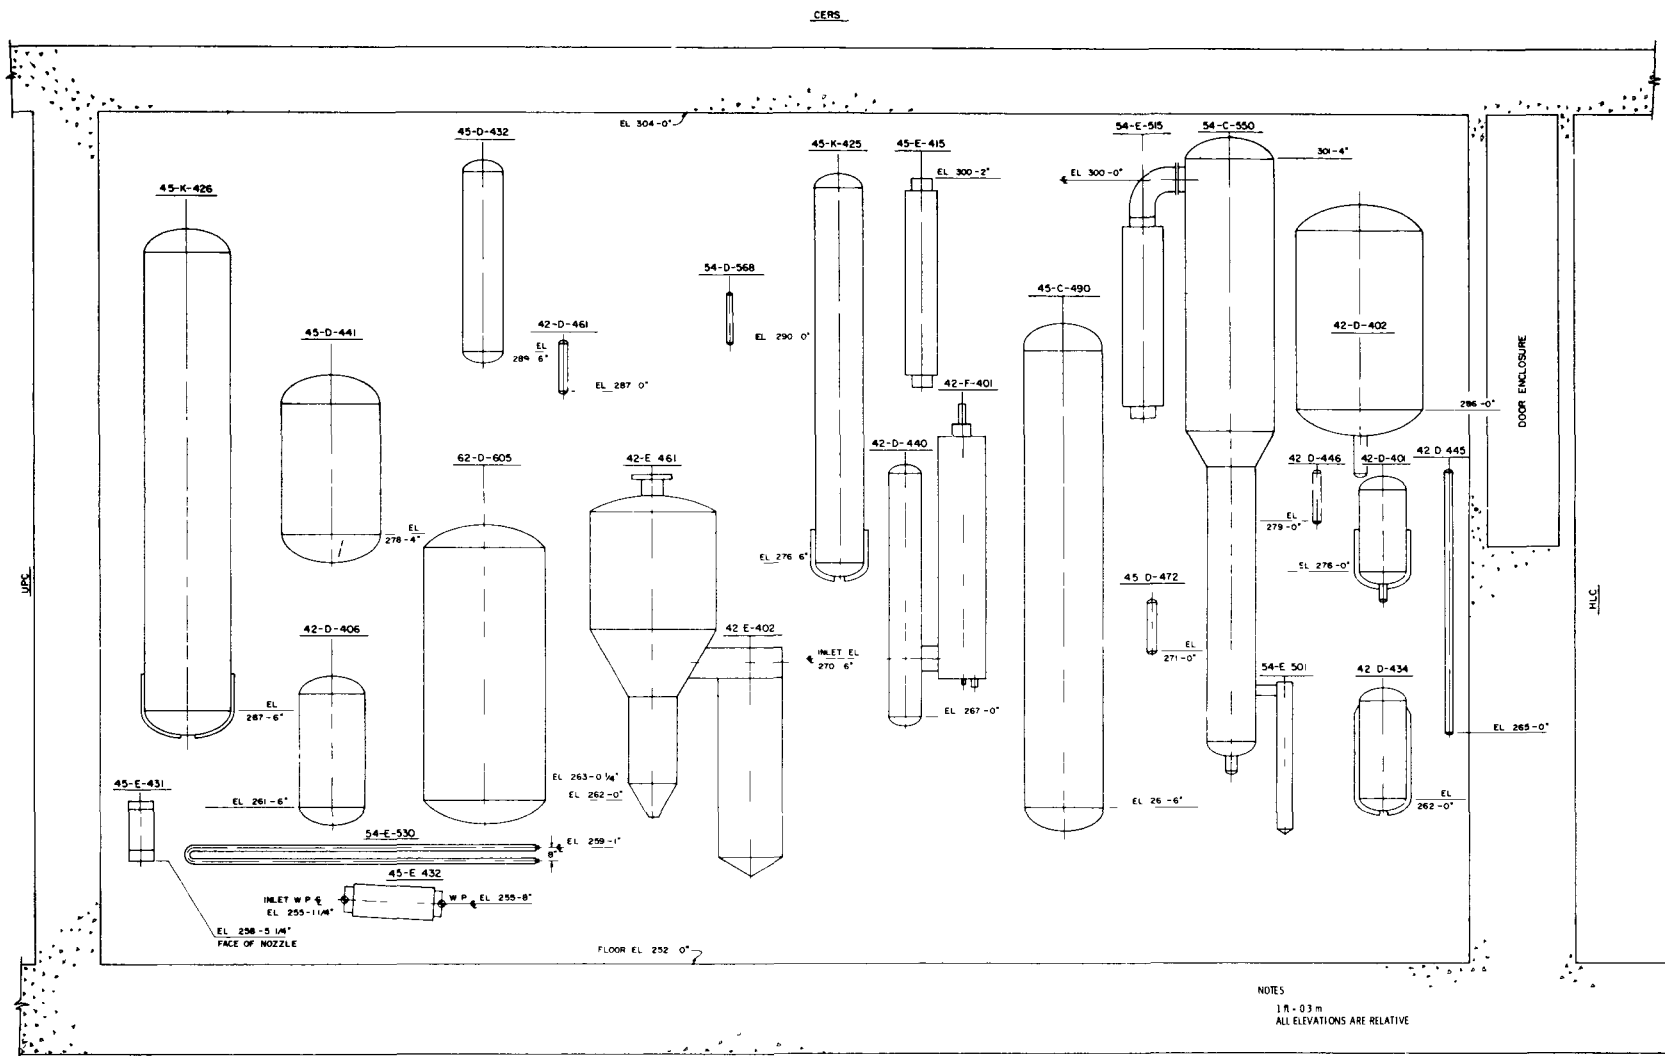 CERS
EL 304-0"
45-D-432
45-K-425
45-E-415
54-E-515
54-C-550
301-4"
EL 300-2"
EL 300-0"
45-K-426
54-D-568
45-C-490
42-D-461
45-D-441
42-D-402
EL 290 0"
EL
289 6"
EL 287 0"
42-F-401
DOOR ENCLOSURE
286-0"
42-D-440
62-D-605
42-E 461
42 D-446
42-D-401
42 D 445
EL
279-0"
EL
278-4"
EL 276 6"
EL 276-0"
45 D-472
UPC
HLC
42-D-406
42 E-402
INLET EL
270 6"
EL
271-0"
54-E 501
42 D-434
EL
287-6"
EL 267-0"
EL 265-0"
45-E-431
EL 263-0 1/4"
EL 262-0"
EL 261-6"
EL 26 -6"
EL
262-0"
54-E-530
EL 259-1"
8"
45-E 432
INLET W P ℄
EL 255-11/4"
W P ℄ EL 255-8"
EL 258-5 1/4"
FACE OF NOZZLE
FLOOR EL 252 0"
NOTES
1 ft - 0 3 m
ALL ELEVATIONS ARE RELATIVE